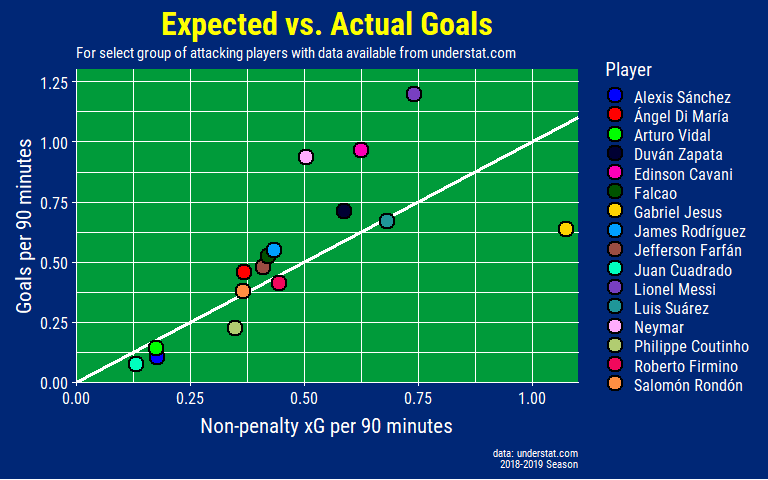 Expected vs. Actual Goals
For select group of attacking players with data available from understat.com
Goals per 90 minutes
1.25
1.00
0.75
0.50
0.25
0.00
0.00 0.25 0.50 0.75 1.00
Non-penalty xG per 90 minutes
Player
Alexis Sánchez
Ángel Di María
Arturo Vidal
Duván Zapata
Edinson Cavani
Falcao
Gabriel Jesus
James Rodríguez
Jefferson Farfán
Juan Cuadrado
Lionel Messi
Luis Suárez
Neymar
Philippe Coutinho
Roberto Firmino
Salomón Rondón
data: understat.com
2018-2019 Season